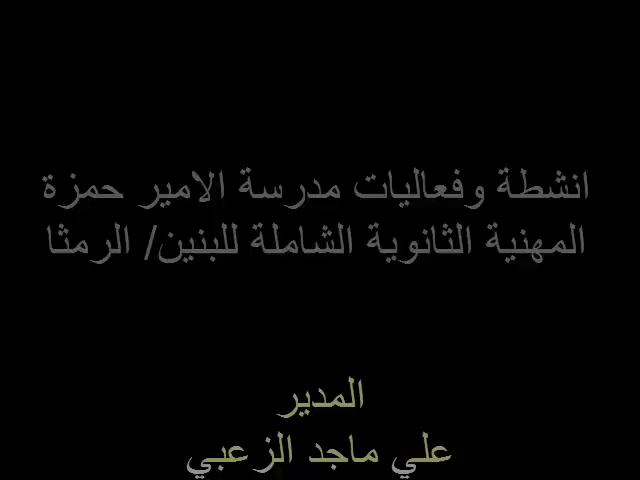 انشطة وفعاليات مدرسة الامير حمزة
المهنية الثانوية الشاملة للبنين/ الرمثا
المدير
علي ماجد الزعبي